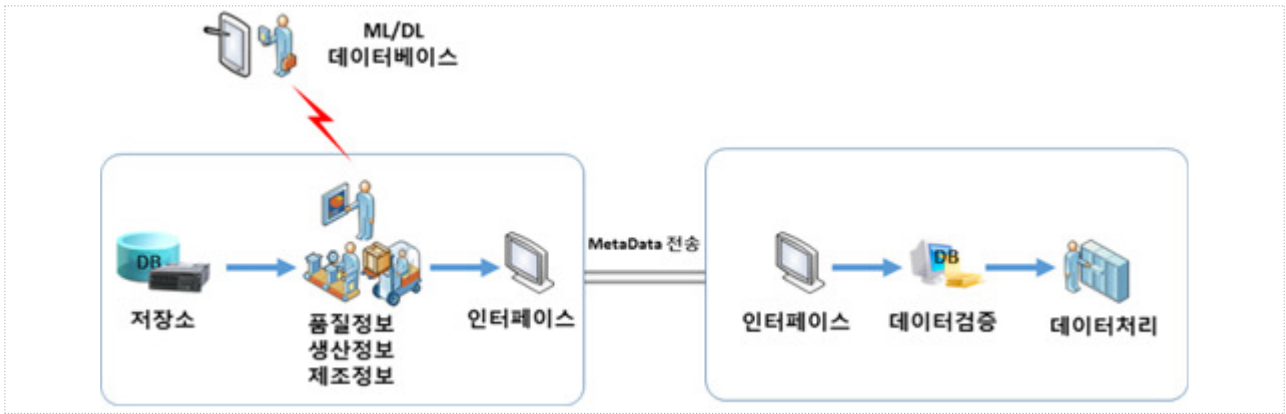 ML/DL
데이터베이스
MetaData 전송
DB
저장소
품질정보
생산정보
제조정보
인터페이스
인터페이스
DB
데이터검증
데이터처리